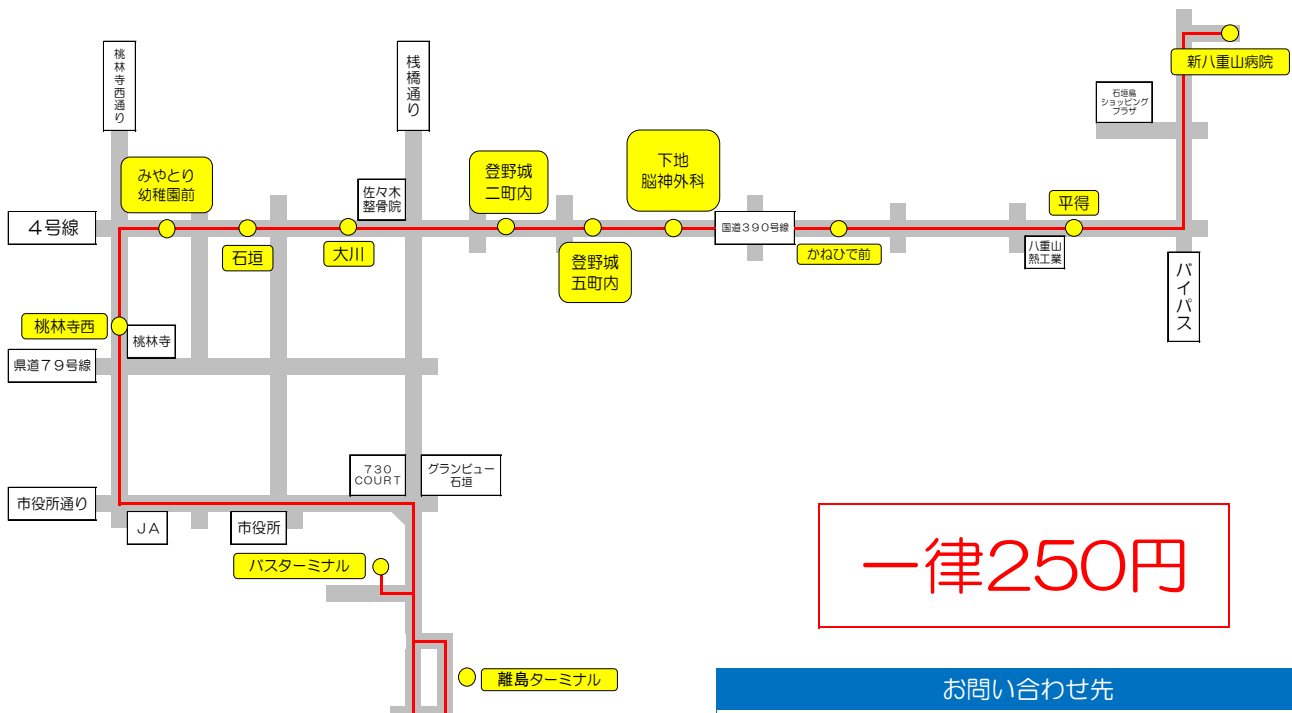 桃林寺西通り
桟橋通り
新八重山病院
石垣島
ショッピング
プラザ
みやとり
幼稚園前
佐々木
整骨院
登野城
二町内
下地
脳神外科
平得
4号線
石垣
大川
登野城
五町内
国道390号線
かねひで前
八重山
熱工業
バイパス
桃林寺西
桃林寺
県道79号線
730
COURT
グランビュー
石垣
市役所通り
JA
市役所
バスターミナル
一律250円
離島ターミナル
お問い合わせ先